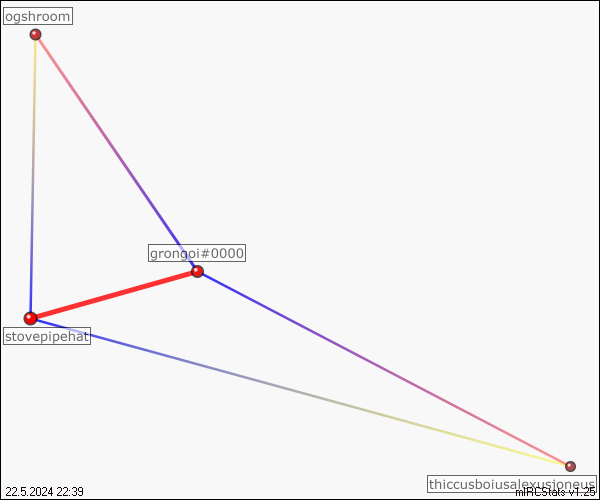 ogshroom
grongoi#0000
stovepipehat
thiccusboiusalexusioneus
22.5.2024 22:39
mIRCStats v1.25